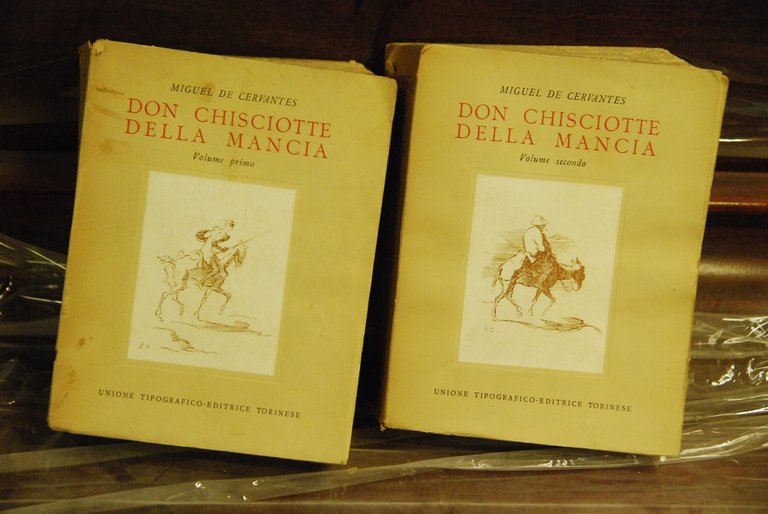 MIGUEL DE CERVANTES
DON CHISCIOTTE
DELLA MANCIA
Volume primo
UNIONE TIPOGRAFICO-EDITRICE TORINESE
MIGUEL DE CERVANTES
DON CHISCIOTTE
DELLA MANCIA
Volume secondo
UNIONE TIPOGRAFICO-EDITRICE TORINESE